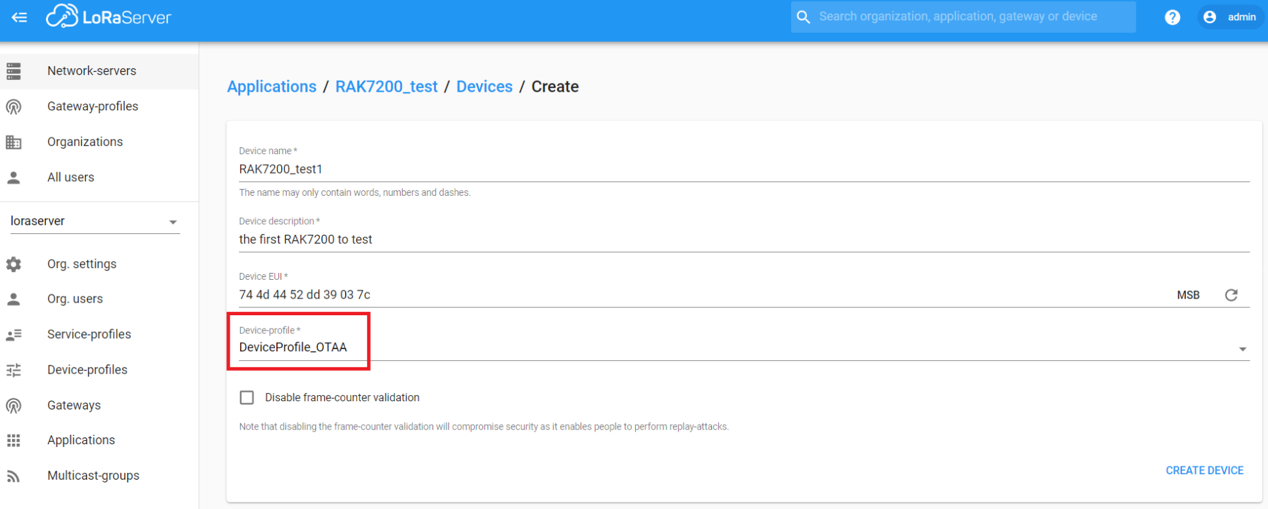 LoRaServer
Search organization, application, gateway or device
?
admin
Network-servers
Gateway-profiles
Organizations
All users
loraserver
Org. settings
Org. users
Service-profiles
Device-profiles
Gateways
Applications
Multicast-groups
Applications / RAK7200_test / Devices / Create
Device name *
RAK7200_test1
The name may only contain words, numbers and dashes.
Device description *
the first RAK7200 to test
Device EUI *
74 4d 44 52 dd 39 03 7c MSB
Device-profile *
DeviceProfile_OTAA
Disable frame-counter validation
Note that disabling the frame-counter validation will compromise security as it enables people to perform replay-attacks.
CREATE DEVICE